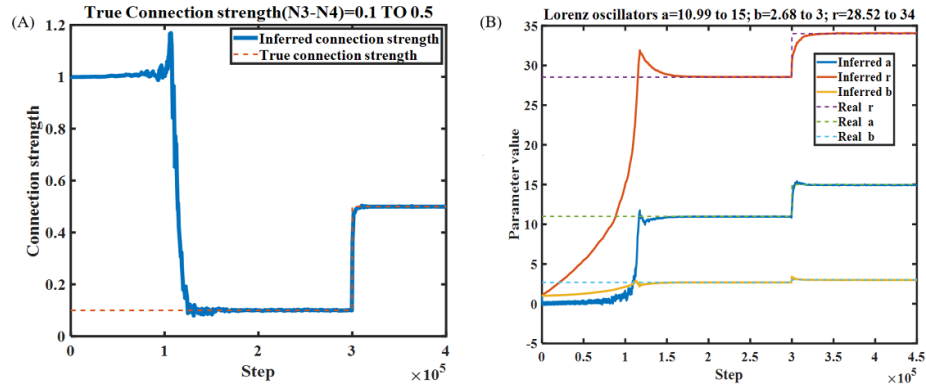 (A)
True Connection strength(N3-N4)=0.1 TO 0.5
Inferred connection strength
True connection strength
Connection strength
1.2
1
0.8
0.6
0.4
0.2
0
0 1 2 3 4
×10⁵
Step
(B)
Lorenz oscillators a=10.99 to 15; b=2.68 to 3; r=28.52 to 34
Inferred a
Inferred r
Inferred b
Real r
Real a
Real b
Parameter value
35
30
25
20
15
10
5
0
-5
0 0.5 1 1.5 2 2.5 3 3.5 4 4.5
×10⁵
Step